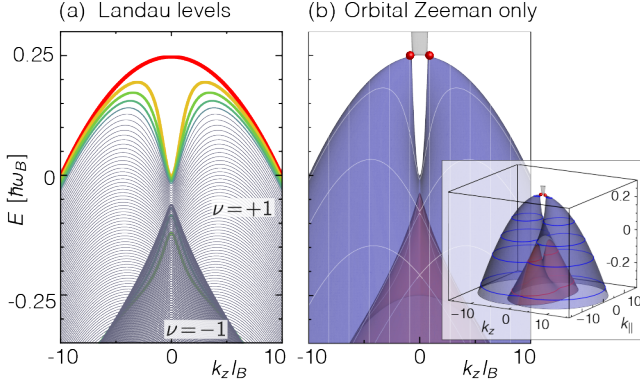 (a) Landau levels
(b) Orbital Zeeman only
0.25
0
-0.25
E [ħω_B]
ν=+1
ν=−1
-10
0
10
k_z l_B
-10
0
10
k_z l_B
0.2
0
-0.2
−10
0
10
k_z
−10
0
10
k_||